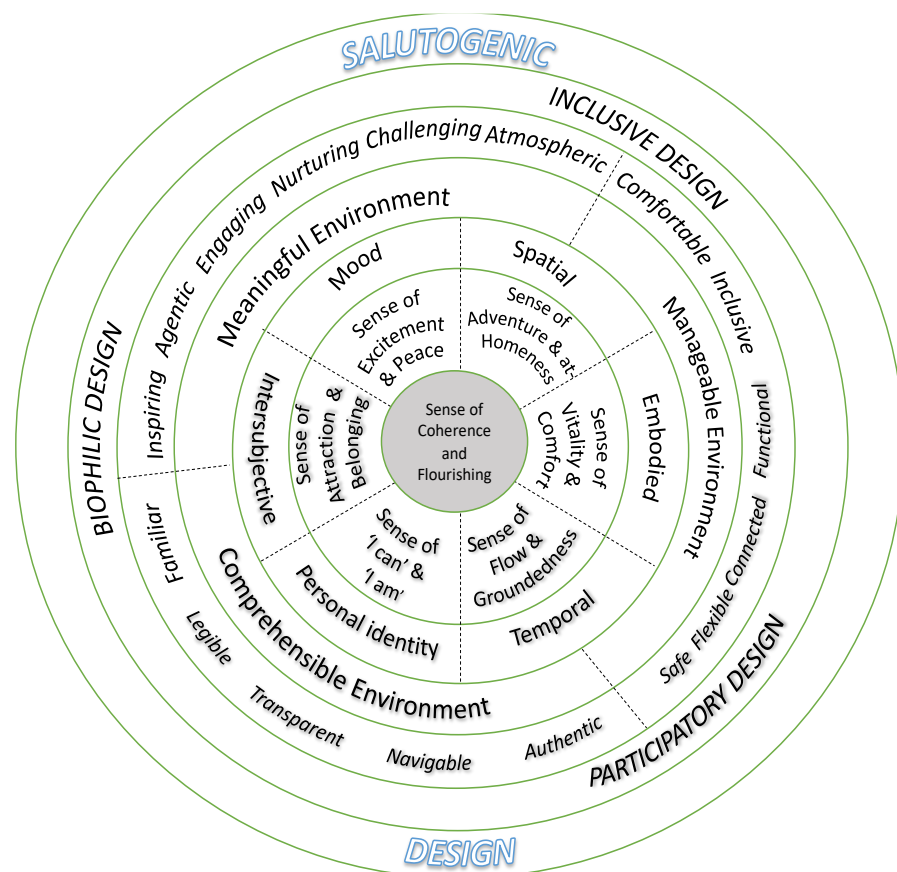 SALUTOGENIC
INCLUSIVE DESIGN
BIOPHILIC DESIGN
PARTICIPATORY DESIGN
DESIGN
Inspiring Agentic Engaging Nurturing Challenging Atmospheric
Comfortable Inclusive Functional Connected Flexible Safe
Familiar Legible Transparent Navigable Authentic
Meaningful Environment
Manageable Environment
Comprehensible Environment
Mood
Spatial
Embodied
Temporal
Personal identity
Intersubjective
Sense of
Excitement
& Peace
Sense of
Adventure & at-
Homeness
Sense of
Vitality &
Comfort
Sense of
Flow &
Groundedness
Sense of
‘I can’ &
‘I am’
Sense of
Attraction &
Belonging
Sense of
Coherence
and
Flourishing